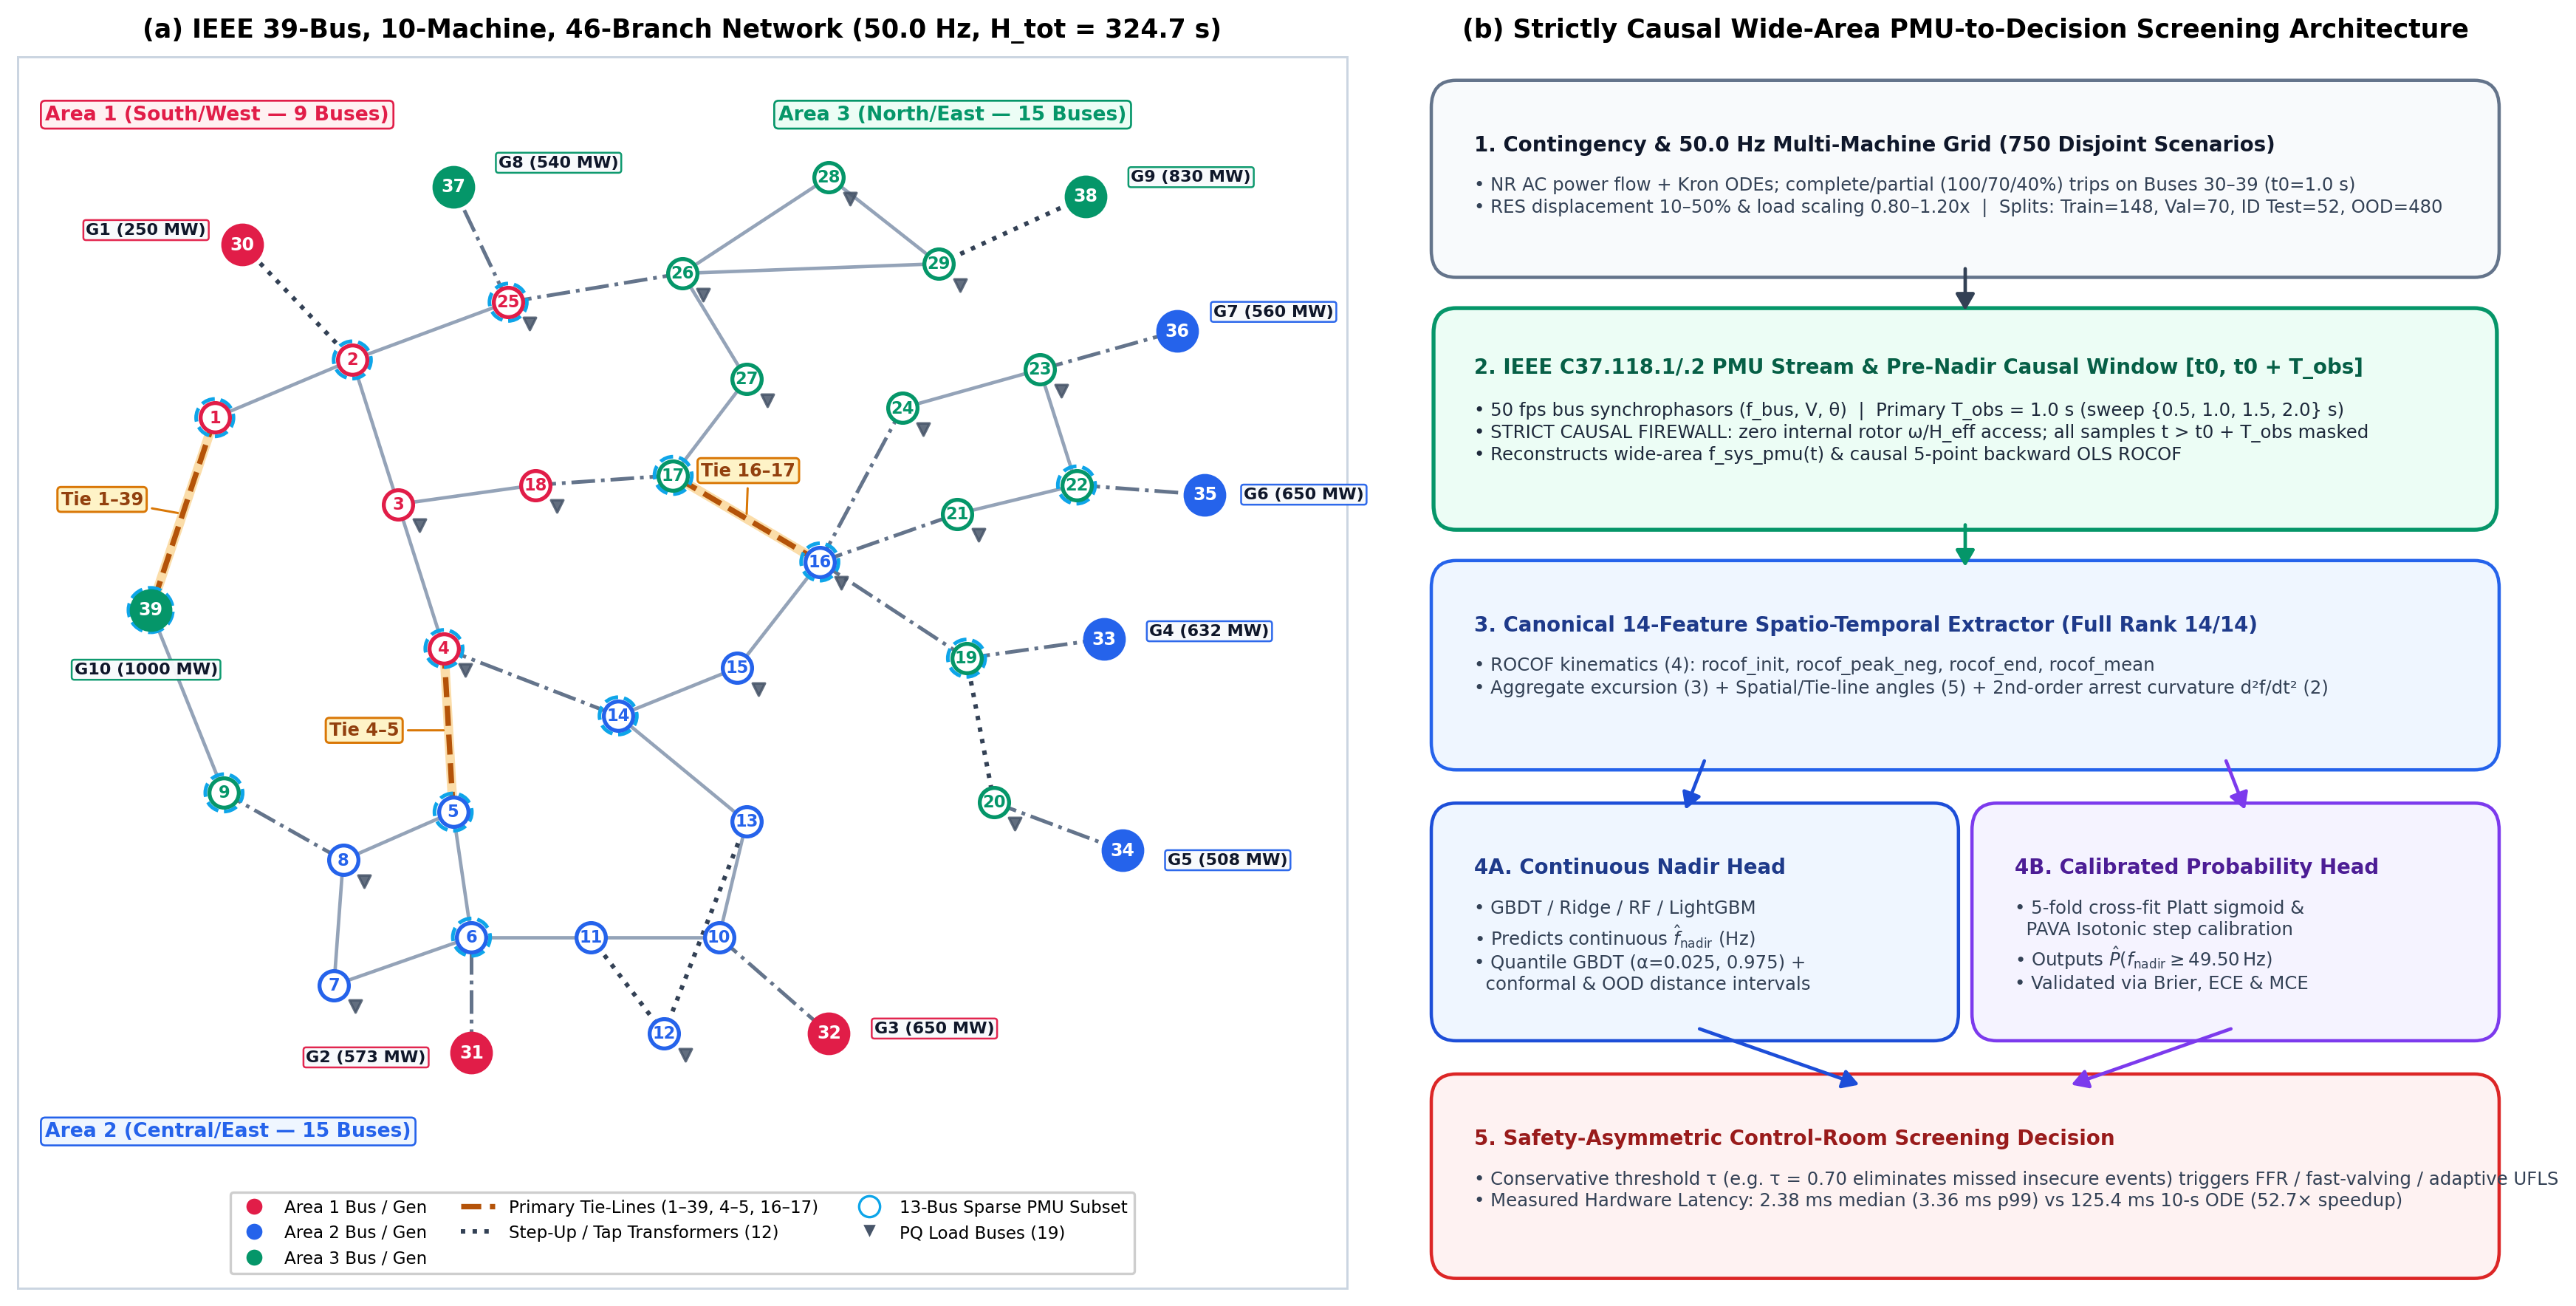 (a) IEEE 39-Bus, 10-Machine, 46-Branch Network (50.0 Hz, H_tot = 324.7 s)
Area 1 (South/West — 9 Buses)
Area 3 (North/East — 15 Buses)
G8 (540 MW)
28
G9 (830 MW)
37
38
G1 (250 MW)
30
29
26
25
G7 (560 MW)
36
2
23
27
24
1
Tie 16–17
17
18
22
35
G6 (650 MW)
Tie 1–39
3
21
16
39
33
G4 (632 MW)
4
19
G10 (1000 MW)
15
14
Tie 4–5
9
20
5
13
34
G5 (508 MW)
8
6
11
10
7
12
32
G3 (650 MW)
G2 (573 MW)
31
Area 2 (Central/East — 15 Buses)
Area 1 Bus / Gen
Area 2 Bus / Gen
Area 3 Bus / Gen
Primary Tie-Lines (1–39, 4–5, 16–17)
Step-Up / Tap Transformers (12)
13-Bus Sparse PMU Subset
PQ Load Buses (19)
(b) Strictly Causal Wide-Area PMU-to-Decision Screening Architecture
1. Contingency & 50.0 Hz Multi-Machine Grid (750 Disjoint Scenarios)
• NR AC power flow + Kron ODEs; complete/partial (100/70/40%) trips on Buses 30–39 (t0=1.0 s)
• RES displacement 10–50% & load scaling 0.80–1.20x | Splits: Train=148, Val=70, ID Test=52, OOD=480
2. IEEE C37.118.1/.2 PMU Stream & Pre-Nadir Causal Window [t0, t0 + T_obs]
• 50 fps bus synchrophasors (f_bus, V, θ) | Primary T_obs = 1.0 s (sweep {0.5, 1.0, 1.5, 2.0} s)
• STRICT CAUSAL FIREWALL: zero internal rotor ω/H_eff access; all samples t > t0 + T_obs masked
• Reconstructs wide-area f_sys_pmu(t) & causal 5-point backward OLS ROCOF
3. Canonical 14-Feature Spatio-Temporal Extractor (Full Rank 14/14)
• ROCOF kinematics (4): rocof_init, rocof_peak_neg, rocof_end, rocof_mean
• Aggregate excursion (3) + Spatial/Tie-line angles (5) + 2nd-order arrest curvature d²f/dt² (2)
4A. Continuous Nadir Head
• GBDT / Ridge / RF / LightGBM
• Predicts continuous f̂_nadir (Hz)
• Quantile GBDT (α=0.025, 0.975) +
conformal & OOD distance intervals
4B. Calibrated Probability Head
• 5-fold cross-fit Platt sigmoid &
PAVA Isotonic step calibration
• Outputs P̂(f_nadir ≥ 49.50 Hz)
• Validated via Brier, ECE & MCE
5. Safety-Asymmetric Control-Room Screening Decision
• Conservative threshold τ (e.g. τ = 0.70 eliminates missed insecure events) triggers FFR / fast-valving / adaptive UFLS
• Measured Hardware Latency: 2.38 ms median (3.36 ms p99) vs 125.4 ms 10-s ODE (52.7× speedup)